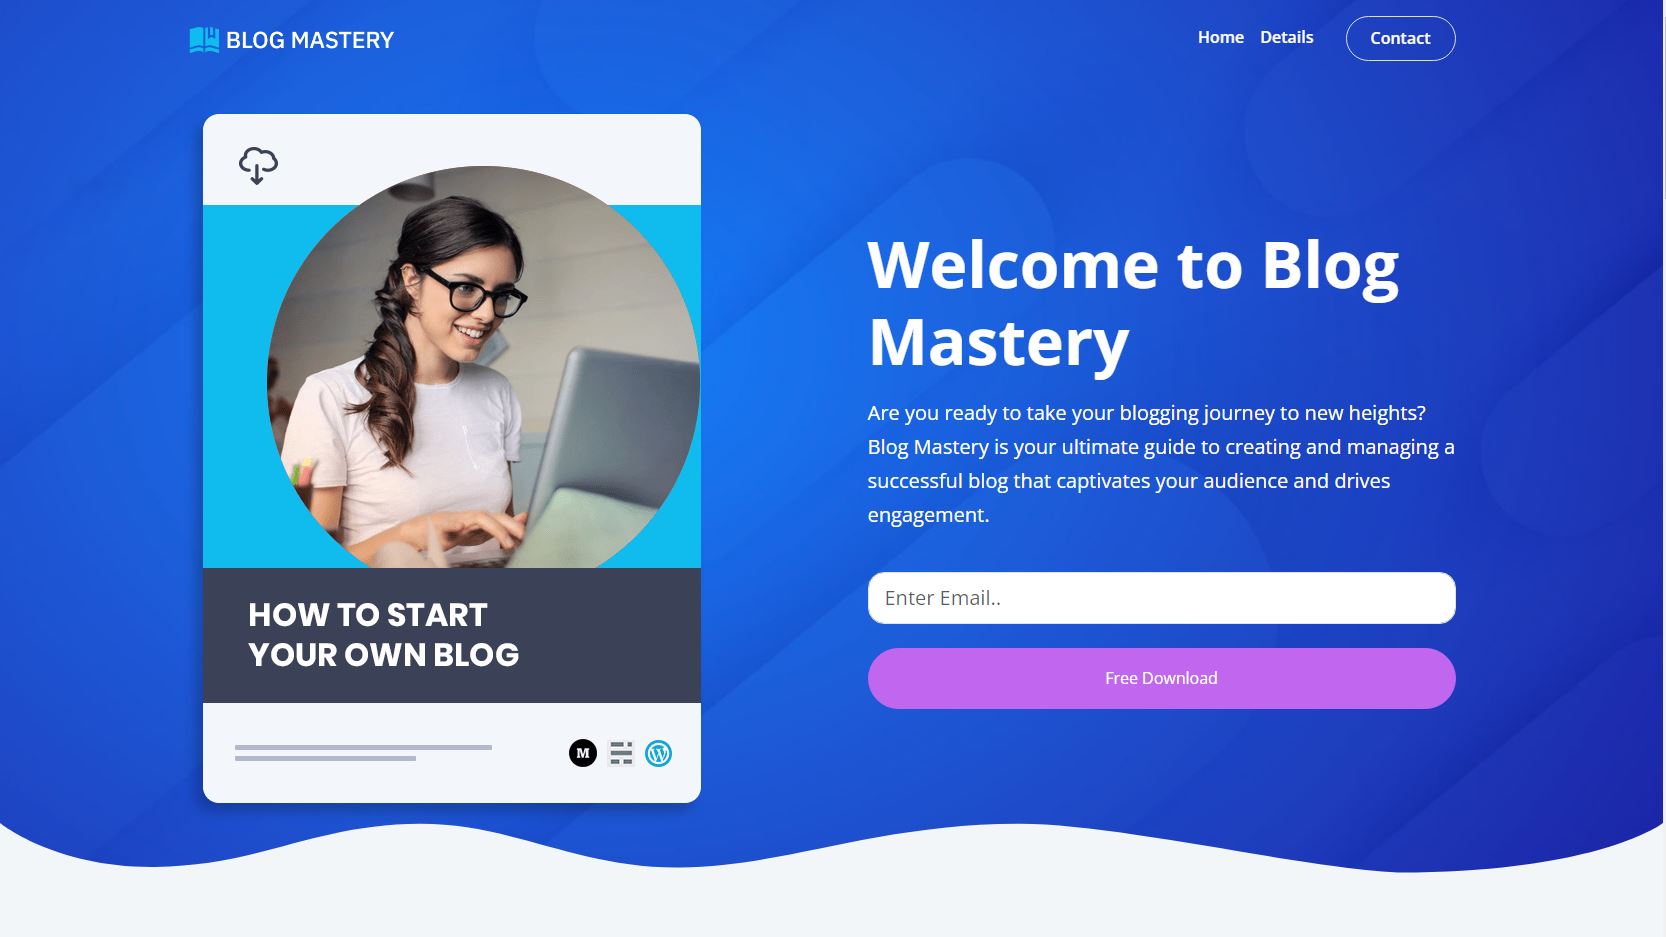 BLOG MASTERY
Home Details Contact
HOW TO START
YOUR OWN BLOG
M
W
Welcome to Blog
Mastery
Are you ready to take your blogging journey to new heights?
Blog Mastery is your ultimate guide to creating and managing a
successful blog that captivates your audience and drives
engagement.
Enter Email..
Free Download